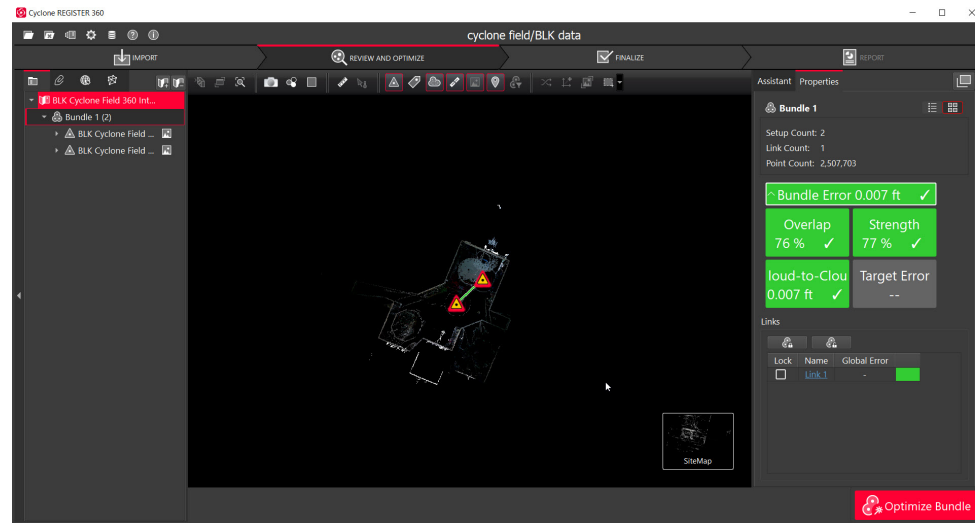 Cyclone REGISTER 360
cyclone field/BLK data
IMPORT
REVIEW AND OPTIMIZE
FINALIZE
REPORT
BLK Cyclone Field 360 Int...
Bundle 1 (2)
BLK Cyclone Field ...
BLK Cyclone Field ...
SiteMap
Assistant Properties
Bundle 1
Setup Count: 2
Link Count: 1
Point Count: 2,507,703
Bundle Error 0.007 ft
Overlap
76 %
Strength
77 %
loud-to-Clou
0.007 ft
Target Error
--
Links
Lock Name Global Error
Link 1 -
Optimize Bundle